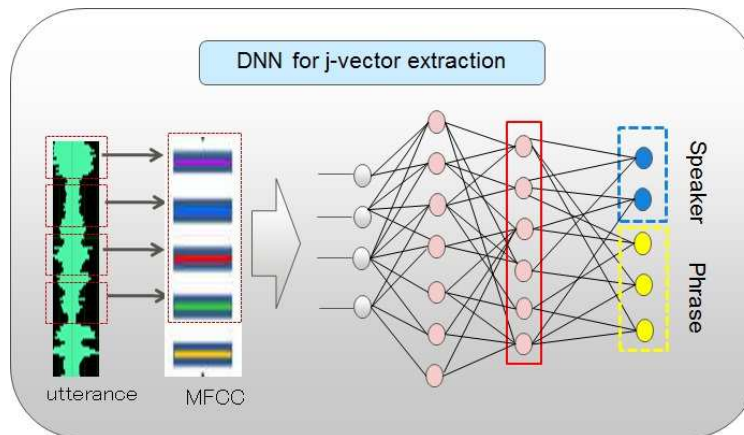 DNN for j-vector extraction
utterance
MFCC
Speaker
Phrase